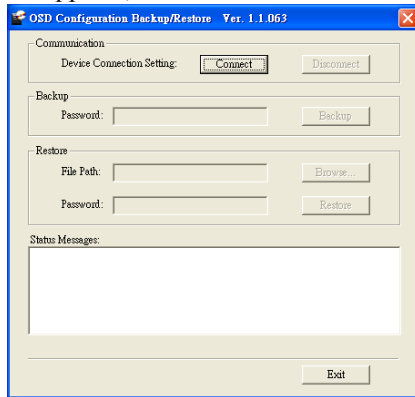 OSD Configuration Backup/Restore Ver. 1.1.063
Communication
Device Connection Setting: Connect Disconnect
Backup
Password: Backup
Restore
File Path: Browse...
Password: Restore
Status Messages:
Exit